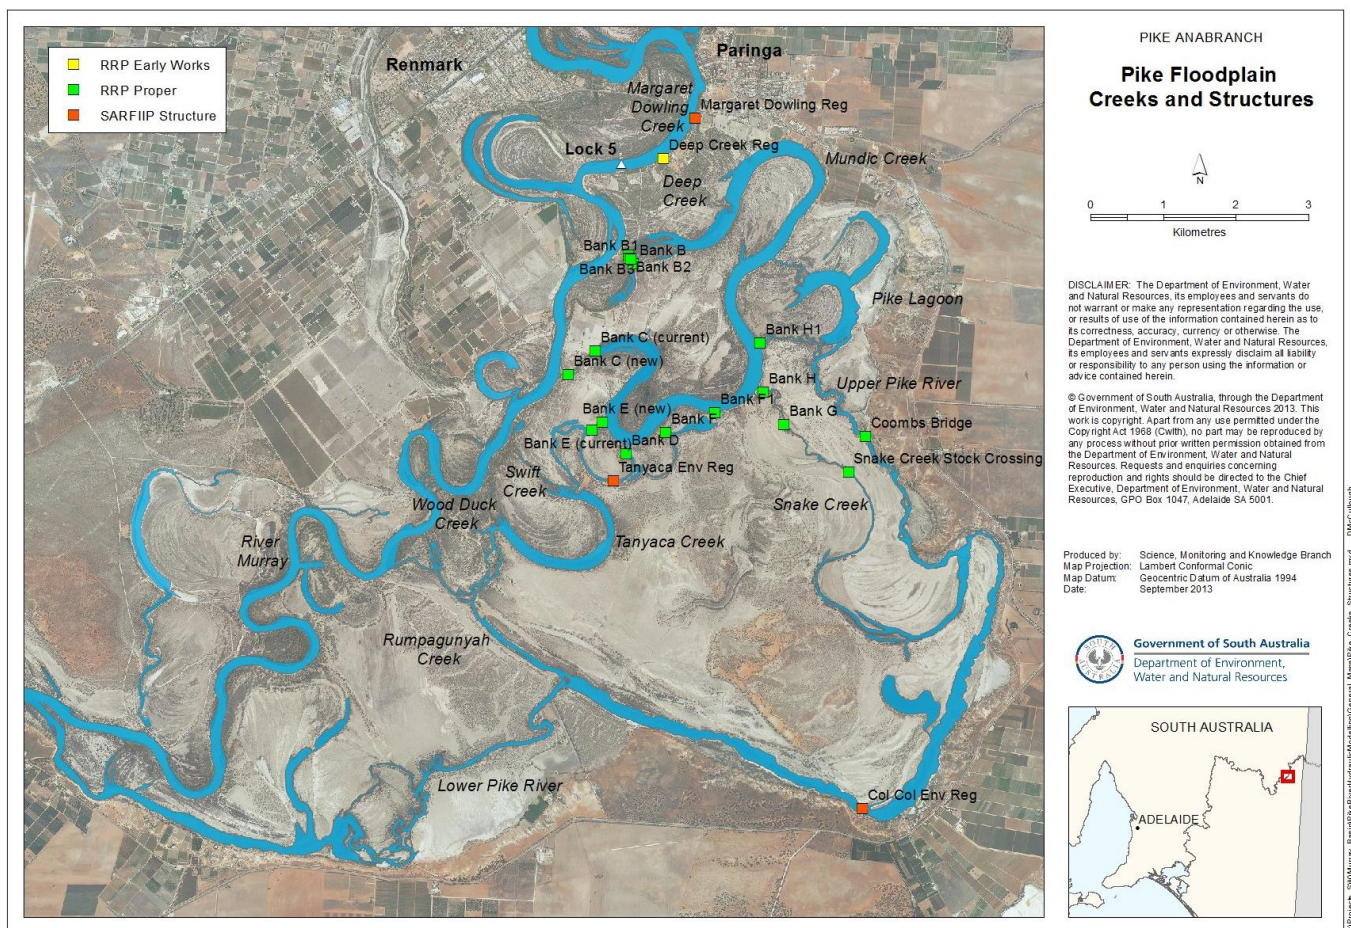 PIKE ANABRANCH
Pike Floodplain
Creeks and Structures
RRP Early Works
RRP Proper
SARFIIP Structure
Renmark
Paringa
Margaret
Dowling
Creek
Margaret Dowling Reg
Lock 5
Deep Creek Reg
Deep
Creek
Mundic Creek
Bank B1
Bank B
Bank B3
Bank B2
Pike Lagoon
Bank C (current)
Bank C (new)
Bank H1
Bank H
Upper Pike River
Bank E (new)
Bank E (current)
Bank D
Bank F
Bank F1
Bank G
Coombs Bridge
Swift
Creek
Tanyaca Env Reg
Snake Creek Stock Crossing
Wood Duck
Creek
Snake Creek
River
Murray
Tanyaca Creek
Rumpagunyah
Creek
Lower Pike River
Col Col Env Reg
N
0 1 2 3
Kilometres
DISCLAIMER: The Department of Environment, Water
and Natural Resources, its employees and servants do
not warrant or make any representation regarding the use,
or results of use of the information contained herein as to
its correctness, accuracy, currency or otherwise. The
Department of Environment, Water and Natural Resources,
its employees and servants expressly disclaim all liability
or responsibility to any person using the information or
advice contained herein.
© Government of South Australia, through the Department
of Environment, Water and Natural Resources 2013. This
work is copyright. Apart from any use permitted under the
Copyright Act 1968 (Cwlth), no part may be reproduced by
any process without prior written permission obtained from
the Department of Environment, Water and Natural
Resources. Requests and enquiries concerning
reproduction and rights should be directed to the Chief
Executive, Department of Environment, Water and Natural
Resources, GPO Box 1047, Adelaide SA 5001.
Produced by: Science, Monitoring and Knowledge Branch
Map Projection: Lambert Conformal Conic
Map Datum: Geocentric Datum of Australia 1994
Date: September 2013
SOUTH AUSTRALIA
Government of South Australia
Department of Environment,
Water and Natural Resources
SOUTH AUSTRALIA
ADELAIDE